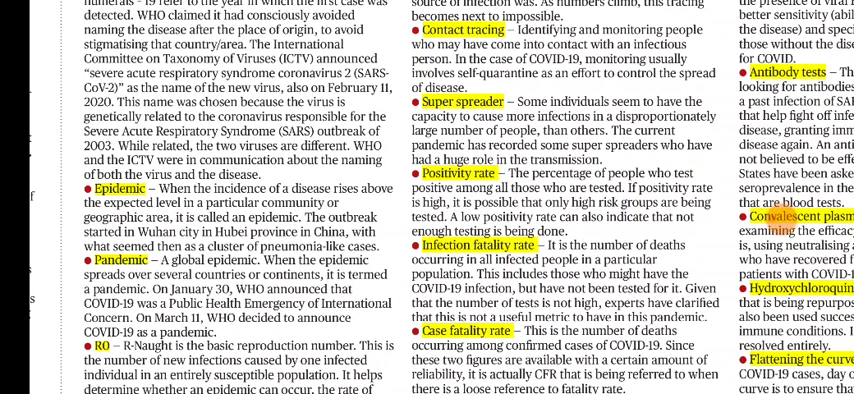 numerals - 19 refer to the year in which the first case was
detected. WHO claimed it had consciously avoided
naming the disease after the place of origin, to avoid
stigmatising that country/area. The International
Committee on Taxonomy of Viruses (ICTV) announced
“severe acute respiratory syndrome coronavirus 2 (SARS-
CoV-2)” as the name of the new virus, also on February 11,
2020. This name was chosen because the virus is
genetically related to the coronavirus responsible for the
Severe Acute Respiratory Syndrome (SARS) outbreak of
2003. While related, the two viruses are different. WHO
and the ICTV were in communication about the naming
of both the virus and the disease.
● Epidemic – When the incidence of a disease rises above
the expected level in a particular community or
geographic area, it is called an epidemic. The outbreak
started in Wuhan city in Hubei province in China, with
what seemed then as a cluster of pneumonia-like cases.
● Pandemic – A global epidemic. When the epidemic
spreads over several countries or continents, it is termed
a pandemic. On January 30, WHO announced that
COVID-19 was a Public Health Emergency of International
Concern. On March 11, WHO decided to announce
COVID-19 as a pandemic.
● R0 – R-Naught is the basic reproduction number. This is
the number of new infections caused by one infected
individual in an entirely susceptible population. It helps
determine whether an epidemic can occur, the rate of
source of infection was. As numbers climb, this tracing
becomes next to impossible.
● Contact tracing – Identifying and monitoring people
who may have come into contact with an infectious
person. In the case of COVID-19, monitoring usually
involves self-quarantine as an effort to control the spread
of disease.
● Super spreader – Some individuals seem to have the
capacity to cause more infections in a disproportionately
large number of people, than others. The current
pandemic has recorded some super spreaders who have
had a huge role in the transmission.
● Positivity rate – The percentage of people who test
positive among all those who are tested. If positivity rate
is high, it is possible that only high risk groups are being
tested. A low positivity rate can also indicate that not
enough testing is being done.
● Infection fatality rate – It is the number of deaths
occurring in all infected people in a particular
population. This includes those who might have the
COVID-19 infection, but have not been tested for it. Given
that the number of tests is not high, experts have clarified
that this is not a useful metric to have in this pandemic.
● Case fatality rate – This is the number of deaths
occurring among confirmed cases of COVID-19. Since
these two figures are available with a certain amount of
reliability, it is actually CFR that is being referred to when
there is a loose reference to fatality rate.
the presence of viral
better sensitivity (abil
the disease) and speci
those without the dise
for COVID.
● Antibody tests – Th
looking for antibodies
a past infection of SA
that help fight off infe
disease, granting imm
disease again. An anti
not believed to be effe
States have been aske
seroprevalence in the
that are blood tests.
● Convalescent plasm
examining the efficac
is, using neutralising a
who have recovered f
patients with COVID-1
● Hydroxychloroquin
that is being repurpos
also been used succes
immune conditions. I
resolved entirely.
● Flattening the curve
COVID-19 cases, day o
curve is to ensure that